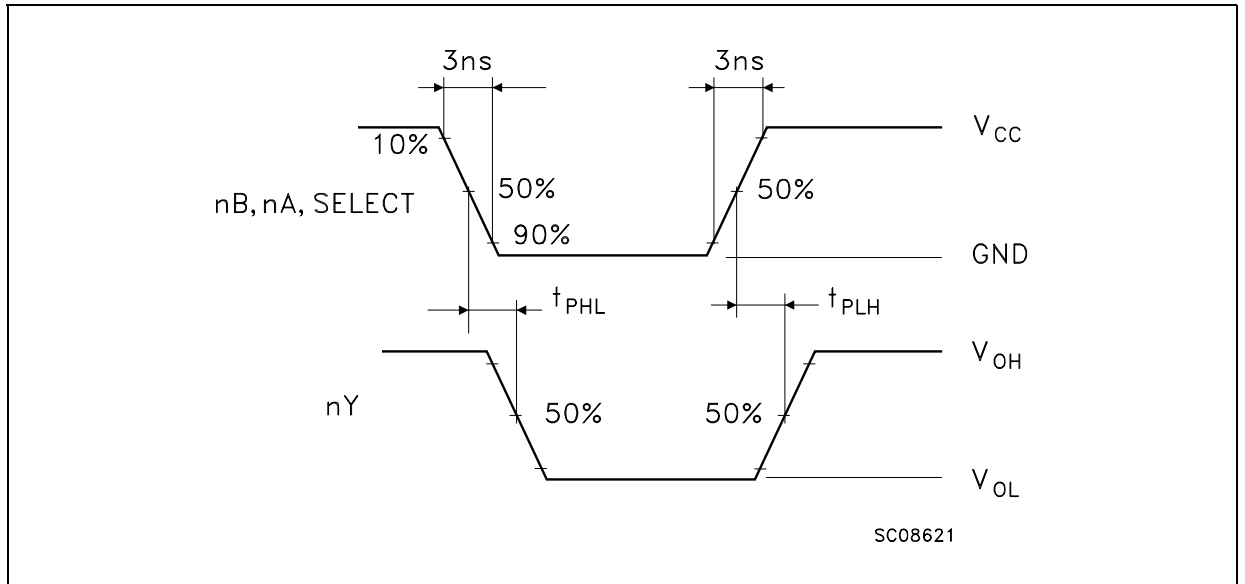 3ns
3ns
V_CC
10%
50%
50%
nB, nA, SELECT
90%
GND
t_PHL
t_PLH
V_OH
nY
50%
50%
V_OL
SC08621